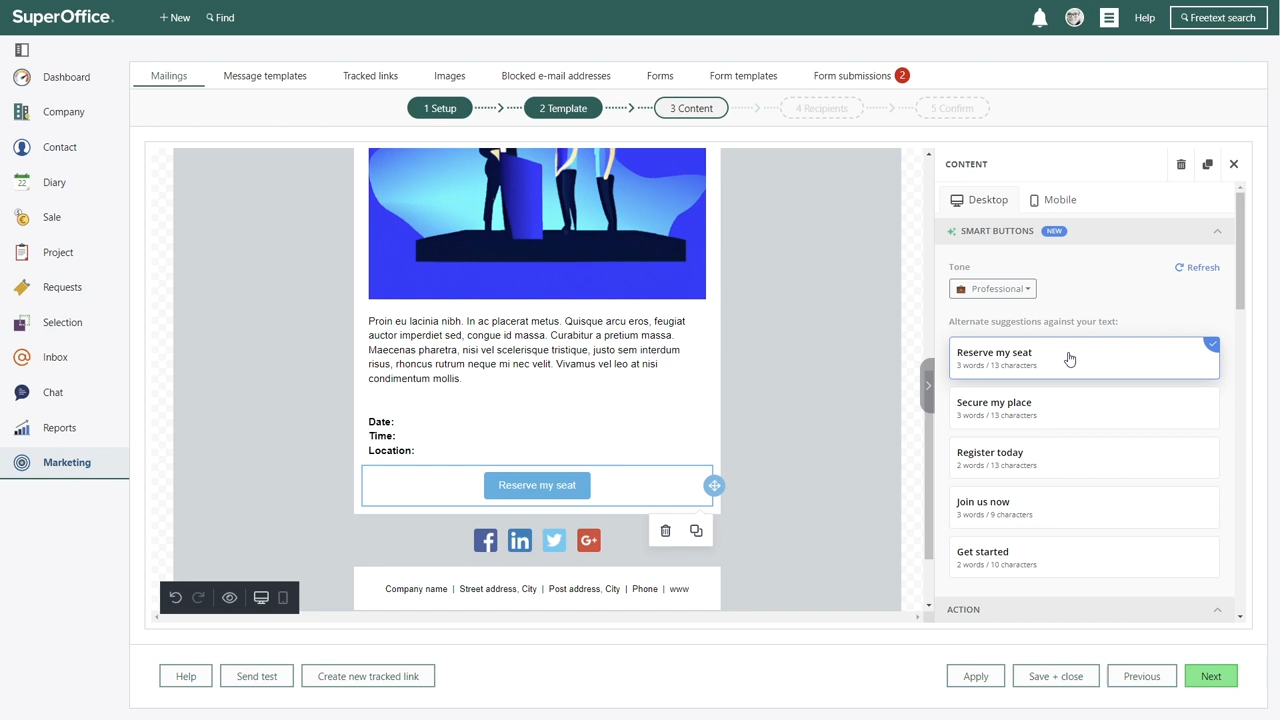 SuperOffice.
+ New
Find
Help
Freetext search
Dashboard
Company
Contact
22
Diary
Sale
Project
Requests
Selection
Inbox
Chat
Reports
Marketing
Mailings
Message templates
Tracked links
Images
Blocked e-mail addresses
Forms
Form templates
Form submissions 2
1 Setup
2 Template
3 Content
4 Recipients
5 Confirm
Proin eu lacinia nibh. In ac placerat metus. Quisque arcu eros, feugiat
auctor imperdiet sed, congue id massa. Curabitur a pretium massa.
Maecenas pharetra, nisi vel scelerisque tristique, justo sem interdum
risus, rhoncus rutrum neque mi nec velit. Vivamus vel leo at nisi
condimentum mollis.
Date:
Time:
Location:
Reserve my seat
f in G+
Company name | Street address, City | Post address, City | Phone | www
CONTENT
Desktop
Mobile
SMART BUTTONS NEW
Tone
Refresh
Professional
Alternate suggestions against your text:
Reserve my seat
3 words / 13 characters
Secure my place
3 words / 13 characters
Register today
2 words / 13 characters
Join us now
3 words / 9 characters
Get started
2 words / 10 characters
ACTION
Help
Send test
Create new tracked link
Apply
Save + close
Previous
Next